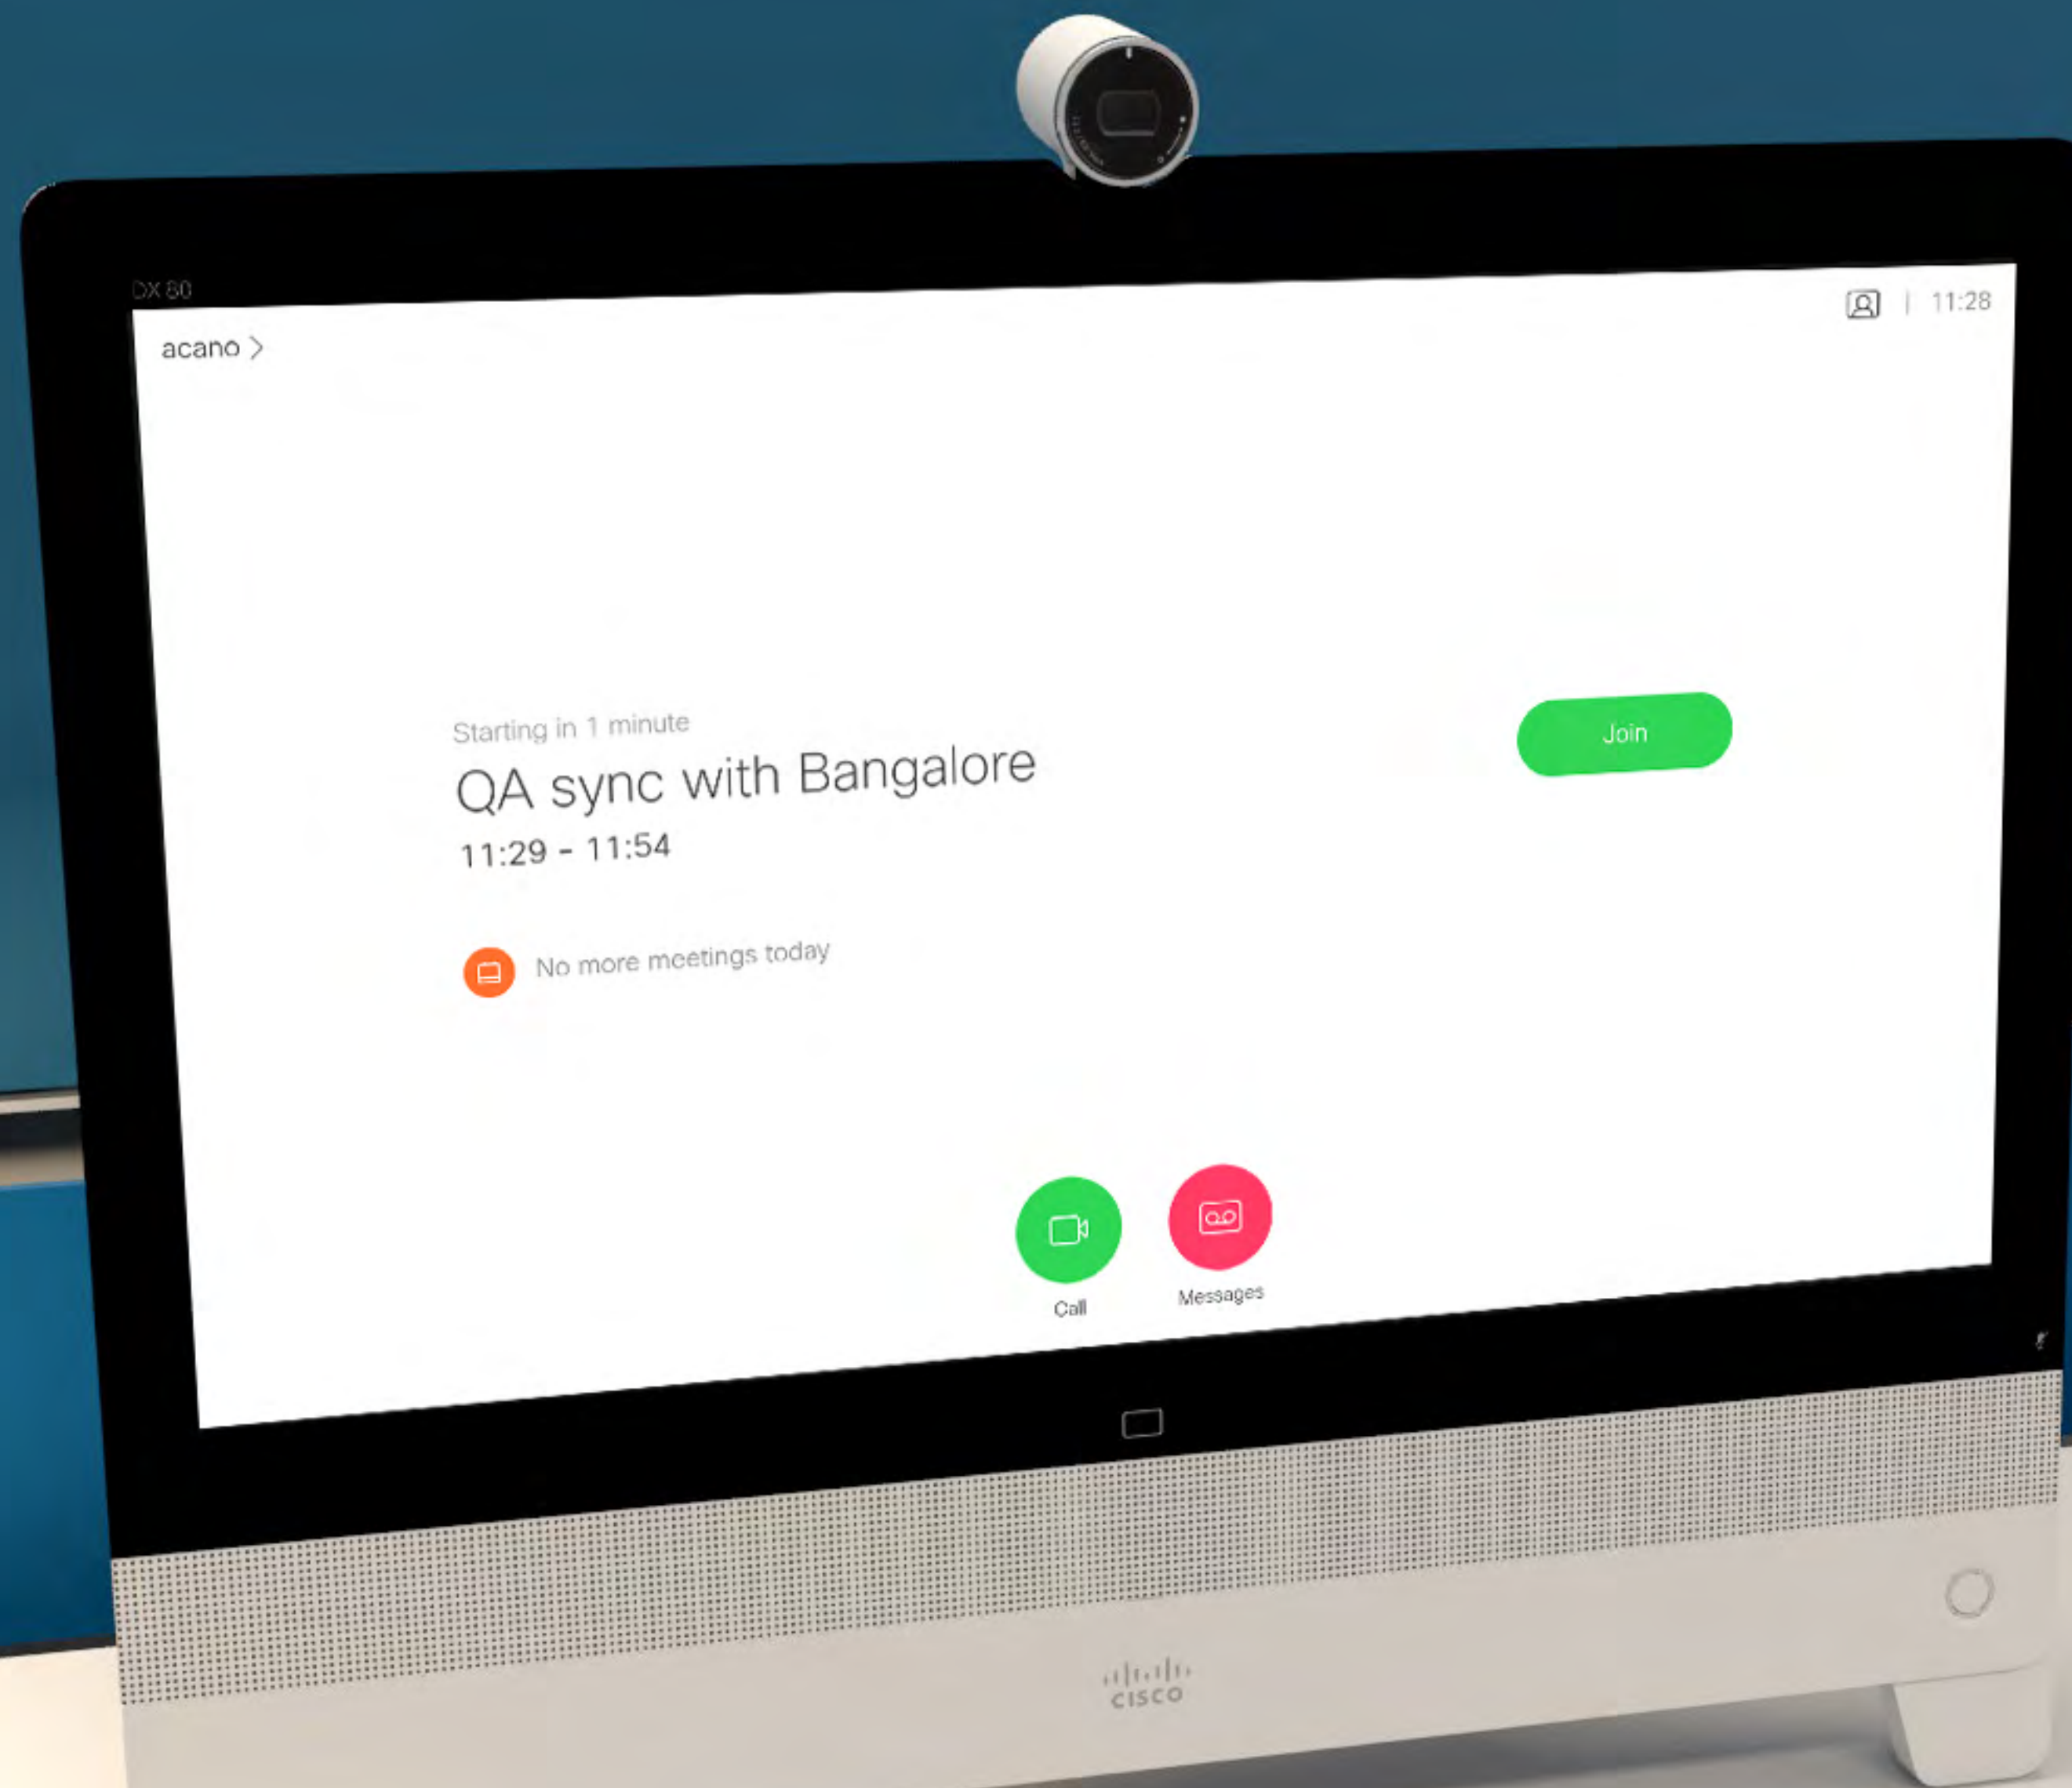 DX 80
acano
11:28
Starting in 1 minute
QA sync with Bangalore
11:29 - 11:54
Join
No more meetings today
Call
Messages
CISCO